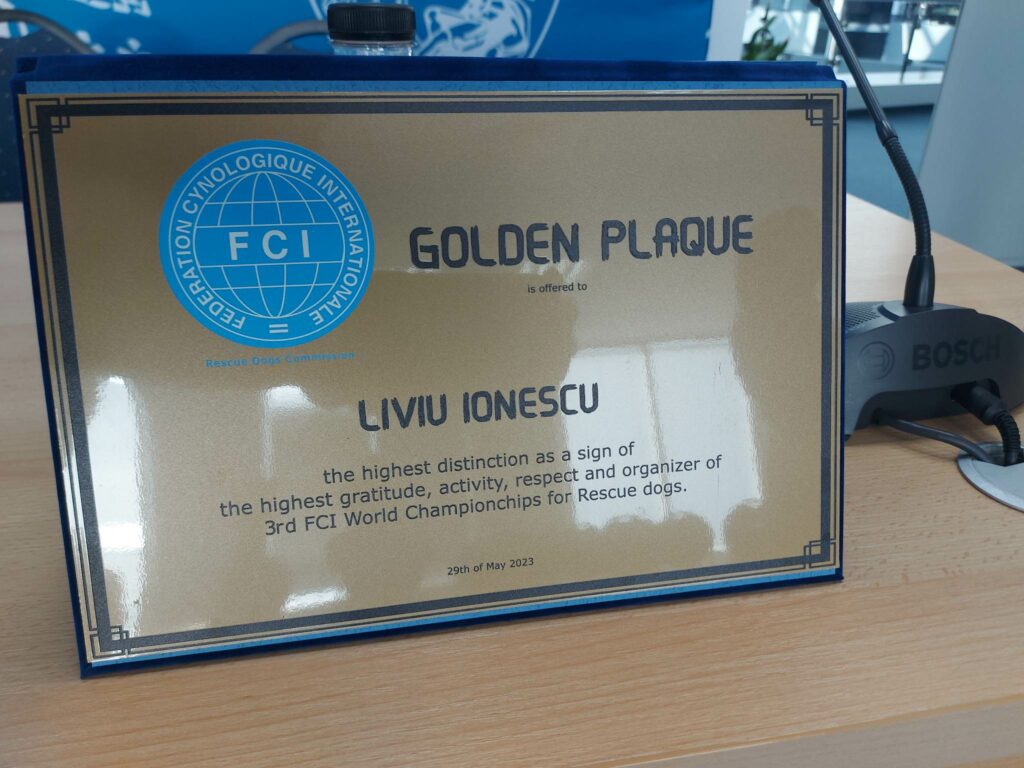 FEDERATION CYNOLOGIQUE INTERNATIONALE
FCI
Rescue Dogs Commission
GOLDEN PLAQUE
is offered to
LIVIU IONESCU
the highest distinction as a sign of
the highest gratitude, activity, respect and organizer of
3rd FCI World Championchips for Rescue dogs.
29th of May 2023
BOSCH